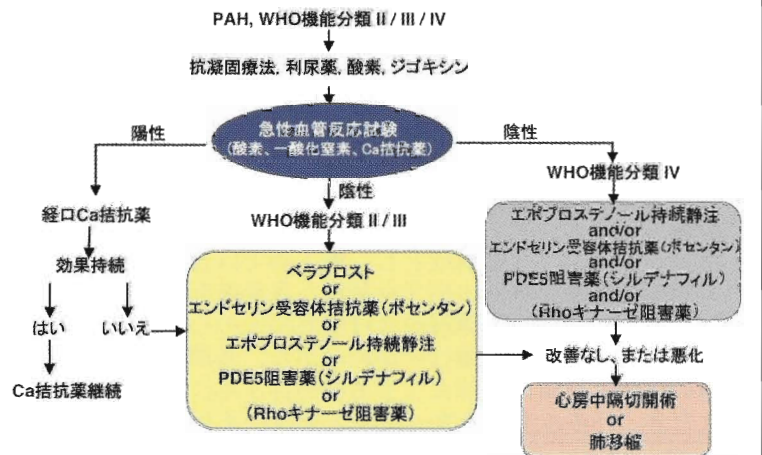 PAH, WHO機能分類 II / III / IV
抗凝固療法, 利尿薬, 酸素, ジゴキシン
急性血管反応試験
(酸素、一酸化窒素、Ca拮抗薬)
陽性
陰性
陰性
WHO機能分類 IV
経口Ca拮抗薬
WHO機能分類 II / III
効果持続
はい
いいえ
Ca拮抗薬継続
ベラプロスト
or
エンドセリン受容体拮抗薬(ボセンタン)
or
エポプロステノール持続静注
or
PDE5阻害薬(シルデナフィル)
or
(Rhoキナーゼ阻害薬)
エポプロステノール持続静注
and/or
エンドセリン受容体拮抗薬(ボセンタン)
and/or
PDE5阻害薬(シルデナフィル)
and/or
(Rhoキナーゼ阻害薬)
改善なし、または悪化
心房中隔切開術
or
肺移植